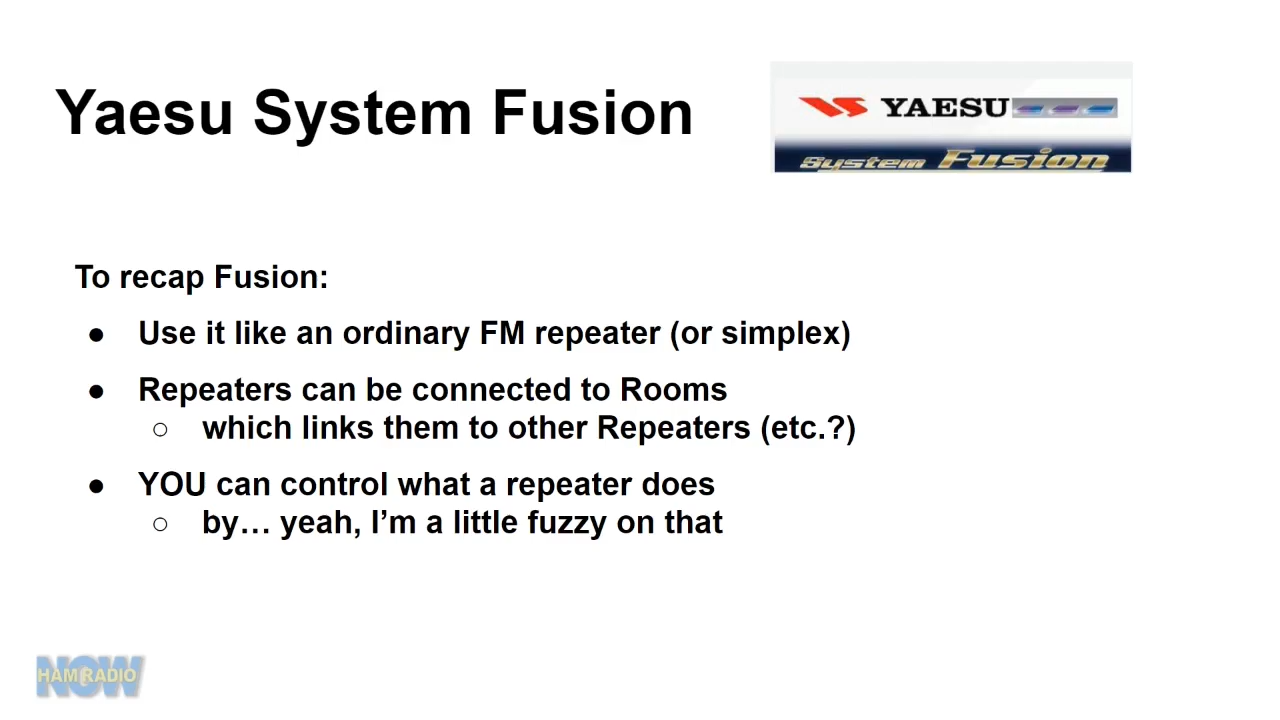 Yaesu System Fusion
YAESU
System Fusion
To recap Fusion:
● Use it like an ordinary FM repeater (or simplex)
● Repeaters can be connected to Rooms
○ which links them to other Repeaters (etc.?)
● YOU can control what a repeater does
○ by… yeah, I’m a little fuzzy on that
NOW
HAM RADIO